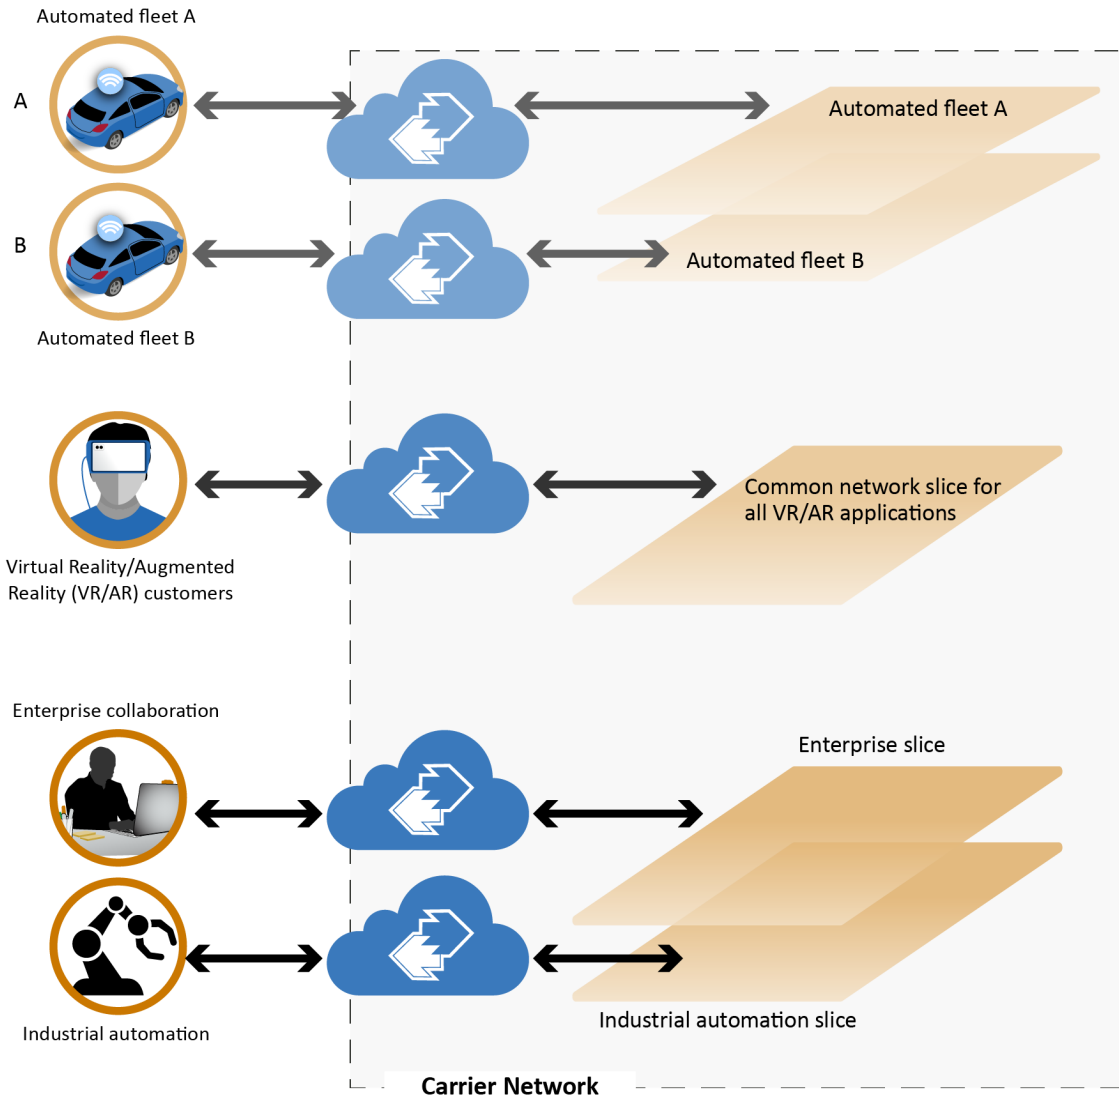 Automated fleet A
A
Automated fleet A
B
Automated fleet B
Automated fleet B
Common network slice for
all VR/AR applications
Virtual Reality/Augmented
Reality (VR/AR) customers
Enterprise collaboration
Enterprise slice
Industrial automation slice
Industrial automation
Carrier Network